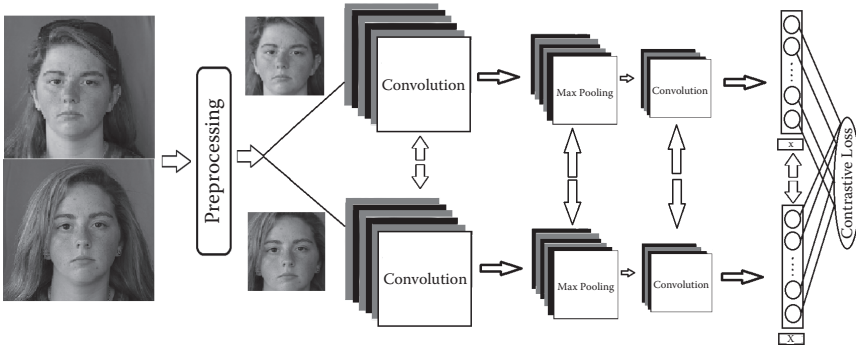 Preprocessing
Convolution
Max Pooling
Convolution
x
Contrastive Loss
Convolution
Max Pooling
Convolution
x